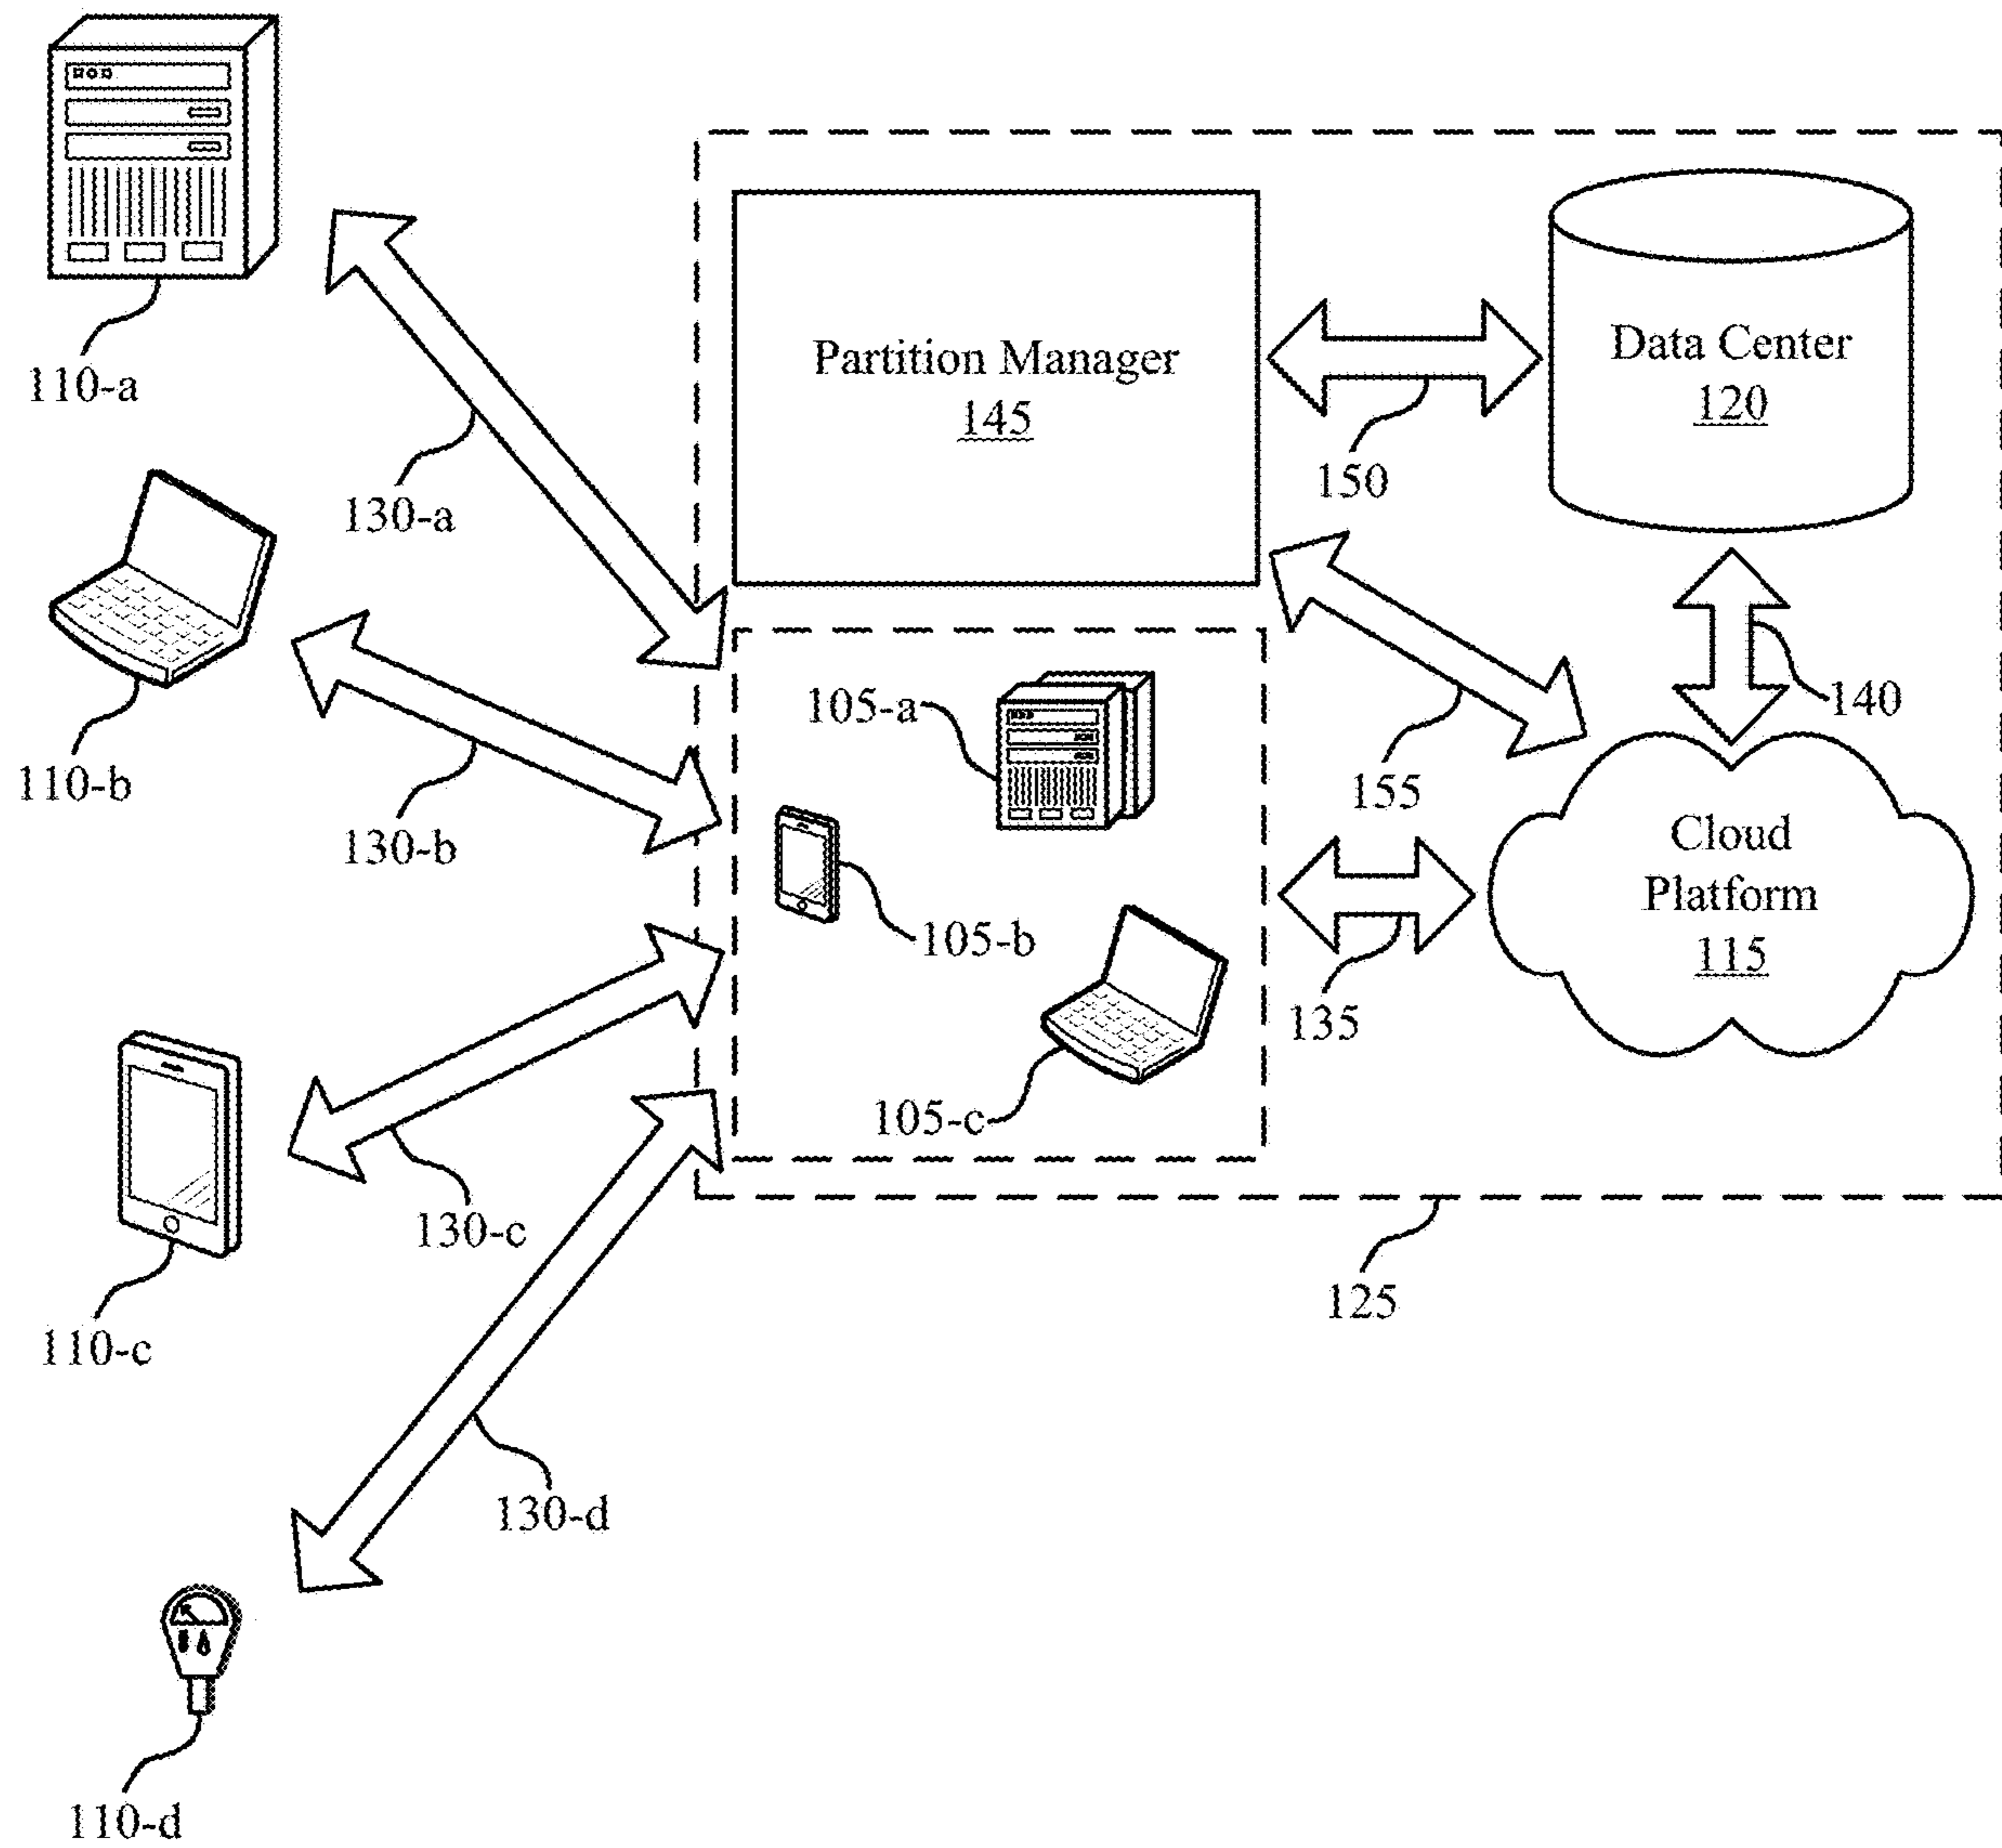 110-a
130-a
Partition Manager
145
Data Center
120
150
110-b
130-b
105-a
155
140
105-b
Cloud
Platform
115
135
105-c
110-c
130-c
125
130-d
110-d